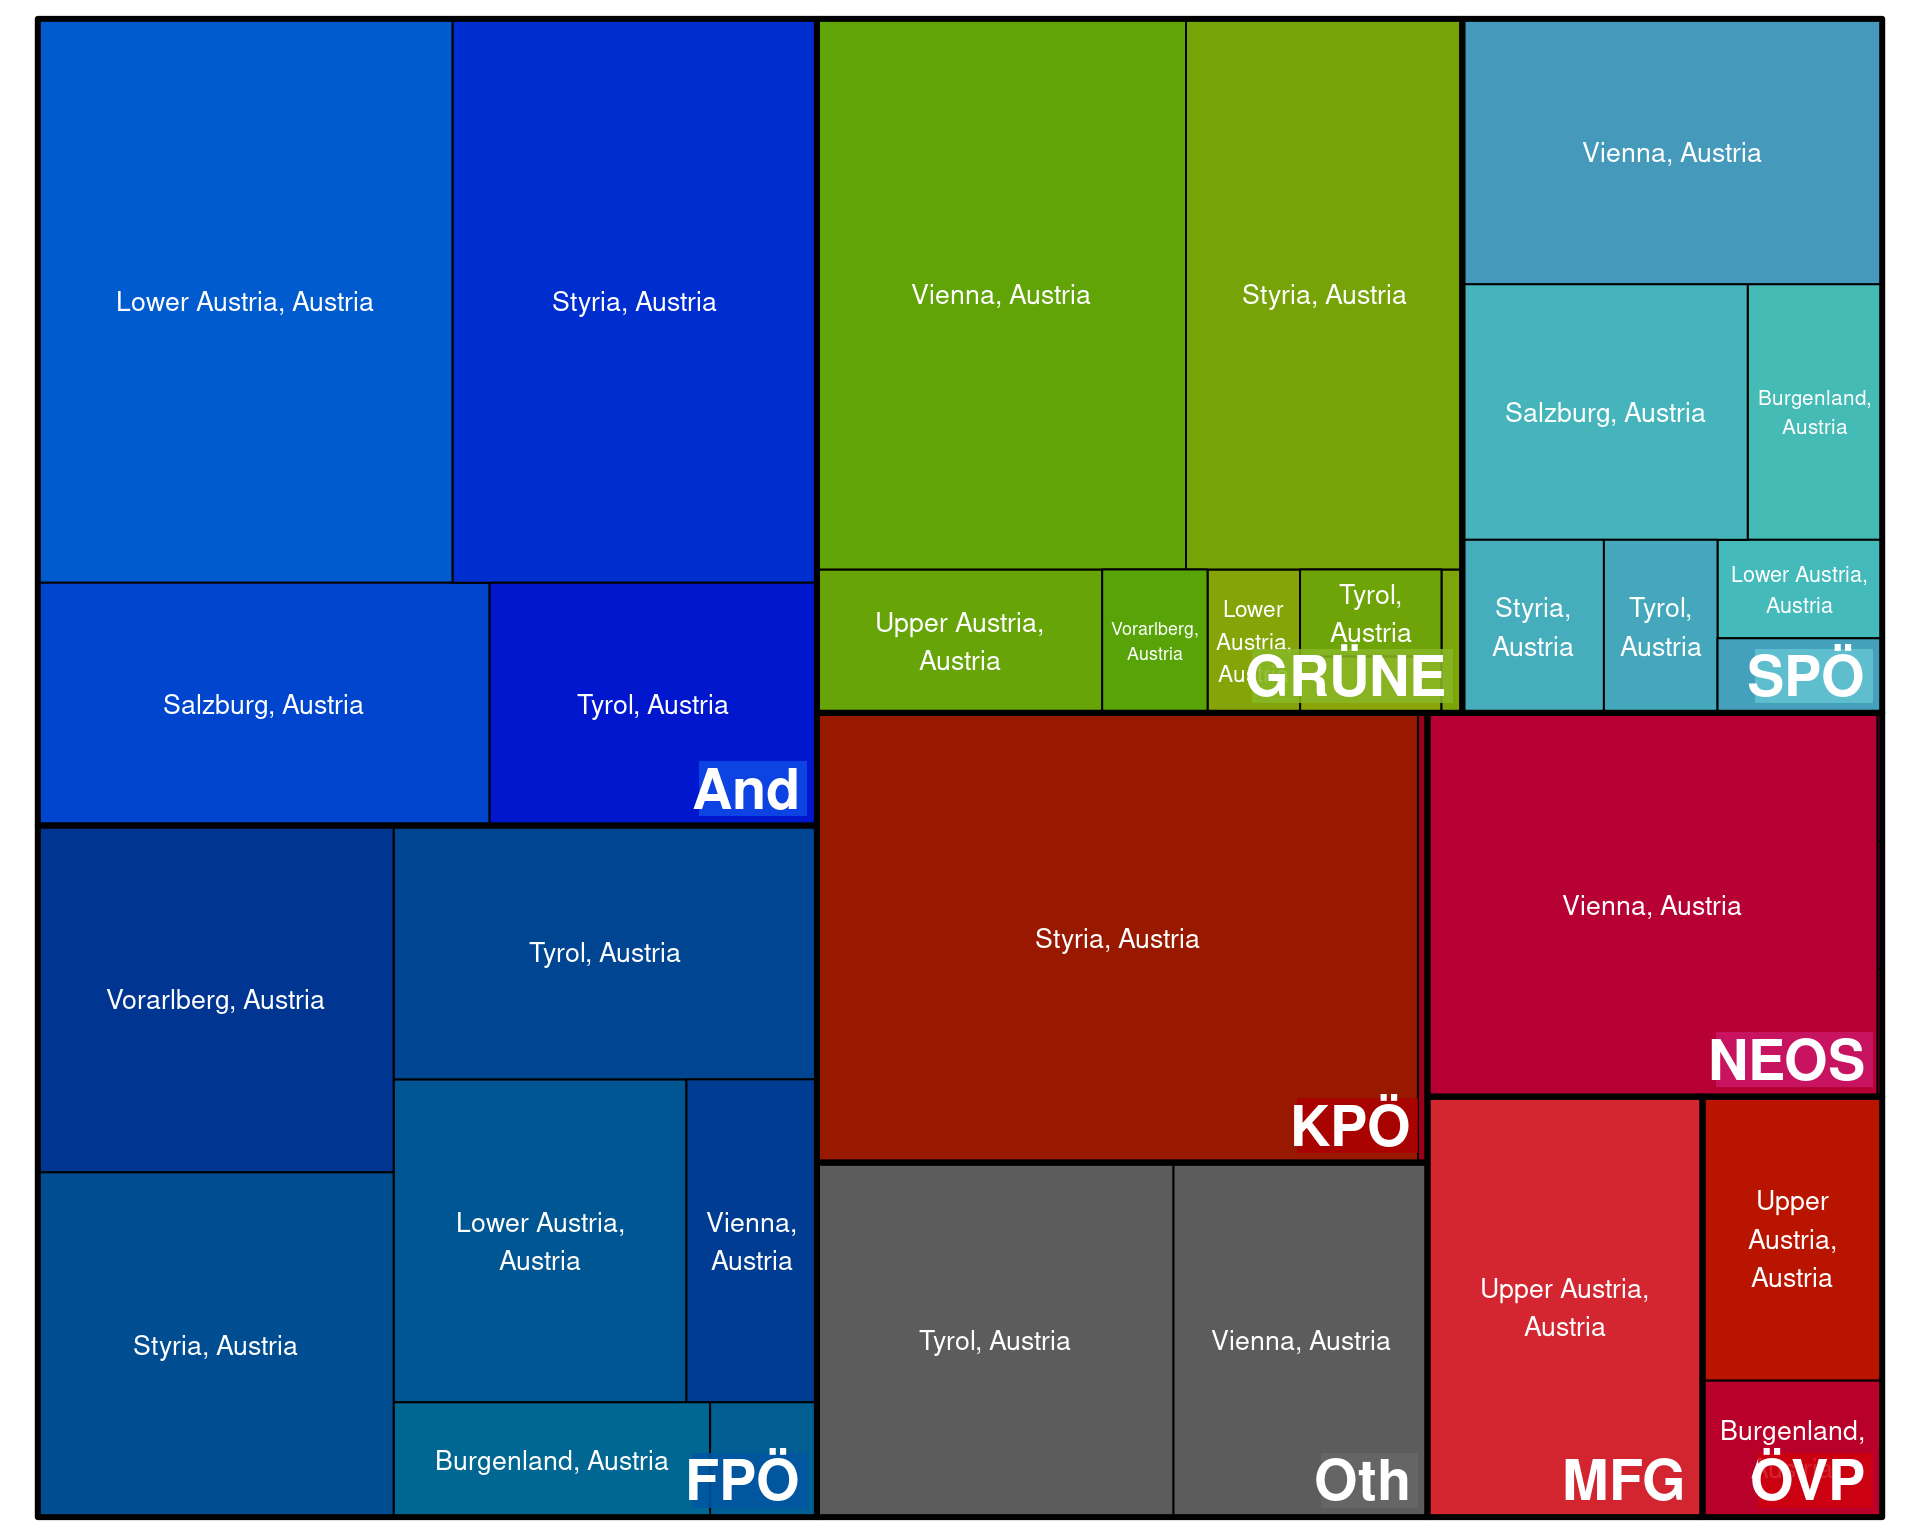 Lower Austria, Austria
Styria, Austria
Salzburg, Austria
Tyrol, Austria
And
Vorarlberg, Austria
Tyrol, Austria
Styria, Austria
Lower Austria,
Austria
Vienna,
Austria
Burgenland, Austria
FPÖ
Vienna, Austria
Styria, Austria
Upper Austria,
Austria
Vorarlberg,
Austria
Lower
Austria,
Tyrol,
Austria
GRÜNE
Vienna, Austria
Salzburg, Austria
Burgenland,
Austria
Styria,
Austria
Tyrol,
Austria
Lower Austria,
Austria
SPÖ
Styria, Austria
KPÖ
Vienna, Austria
NEOS
Tyrol, Austria
Vienna, Austria
Oth
Upper Austria,
Austria
MFG
Upper
Austria,
Austria
Burgenland,
ÖVP